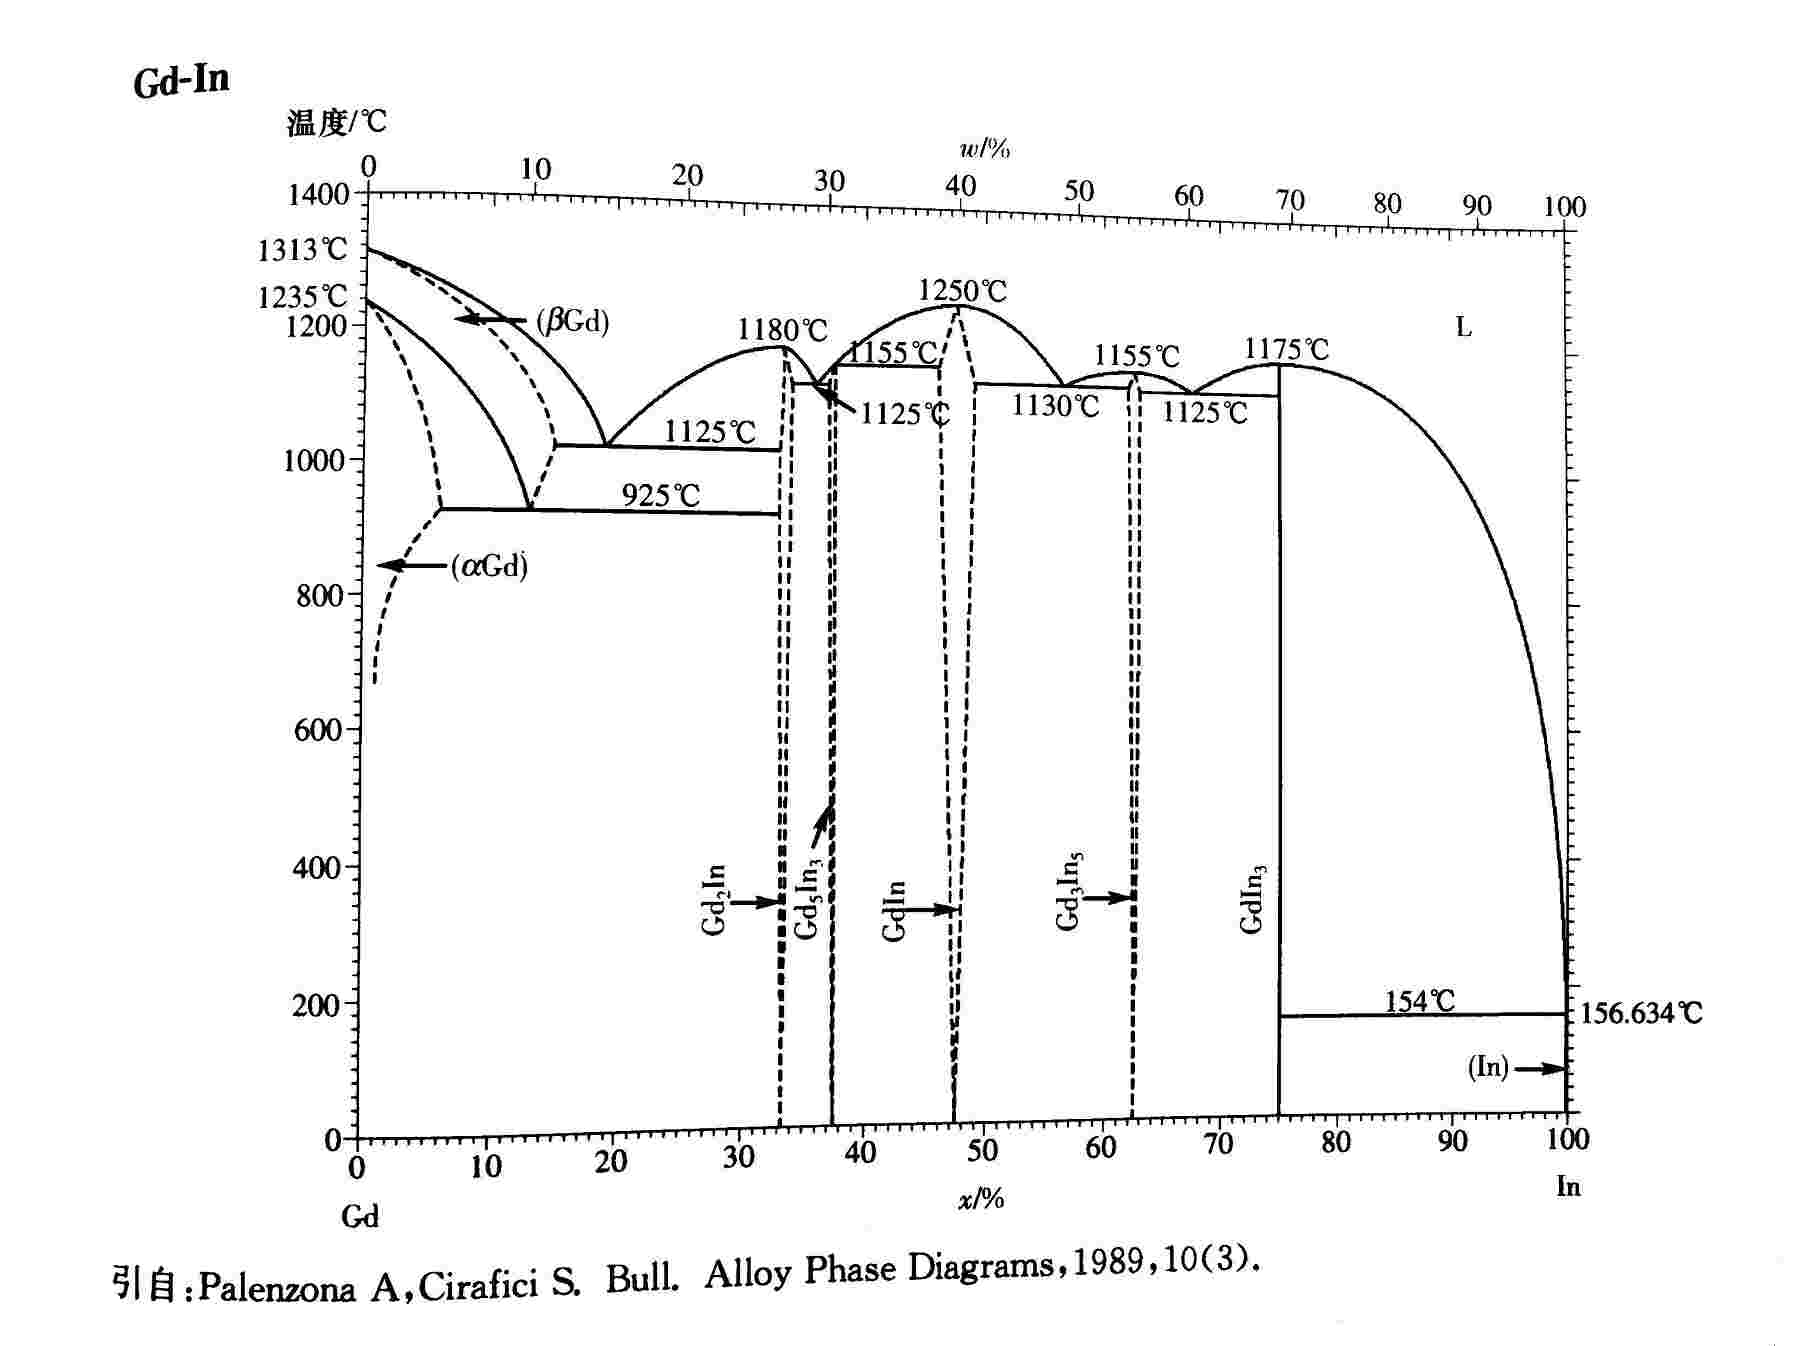 Gd-In
温度/℃
w/%
0 10 20 30 40 50 60 70 80 90 100
1400
1313℃
1235℃
1200
1000
800
600
400
200
0
(βGd)
1180℃
1250℃
1155℃
1155℃
1175℃
L
1125℃
1125℃
1130℃
1125℃
925℃
(αGd)
Gd₂In
Gd₅In₃
GdIn
Gd₃In₅
GdIn₃
154℃
156.634℃
(In)
0 10 20 30 40 50 60 70 80 90 100
Gd
x/%
In
引自:Palenzona A,Cirafici S. Bull. Alloy Phase Diagrams,1989,10(3).